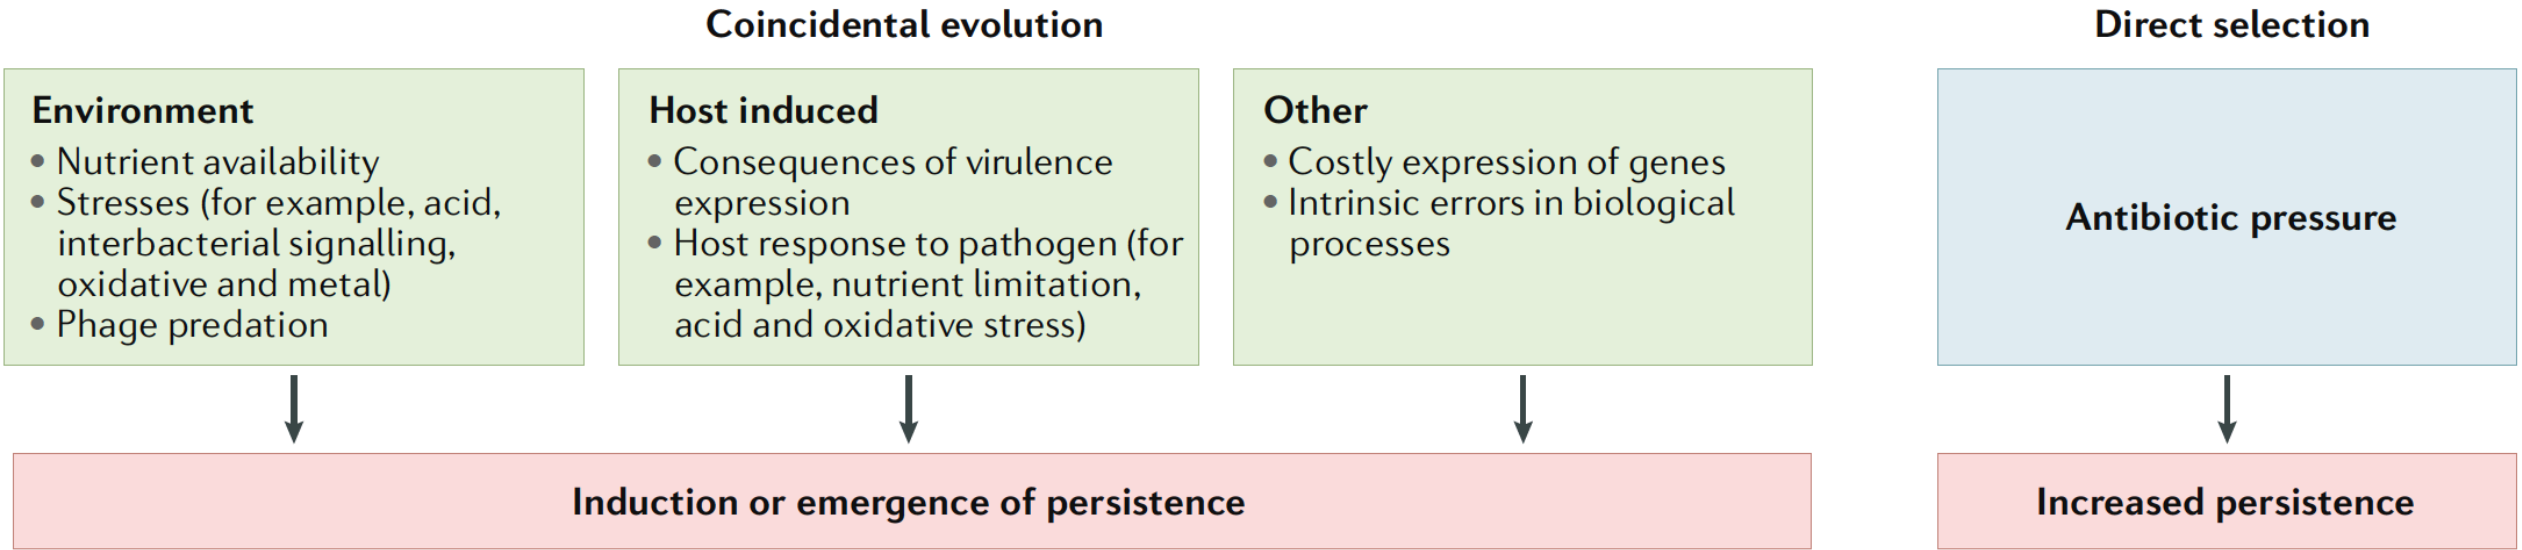 Coincidental evolution
Direct selection
Environment
• Nutrient availability
• Stresses (for example, acid,
interbacterial signalling,
oxidative and metal)
• Phage predation
Host induced
• Consequences of virulence
expression
• Host response to pathogen (for
example, nutrient limitation,
acid and oxidative stress)
Other
• Costly expression of genes
• Intrinsic errors in biological
processes
Antibiotic pressure
Induction or emergence of persistence
Increased persistence